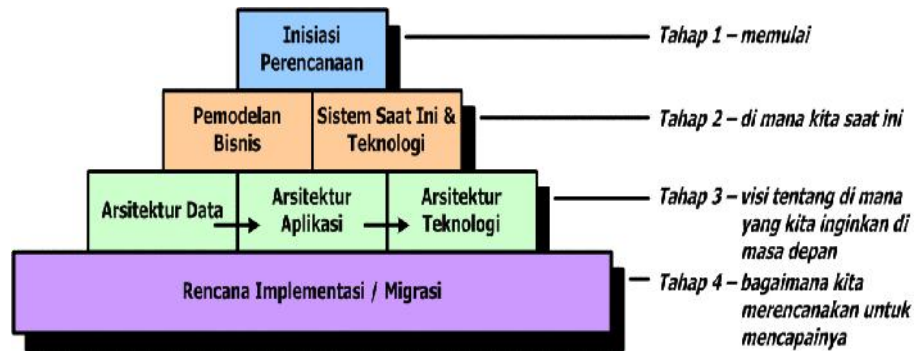 Inisiasi
Perencanaan
Tahap 1 – memulai
Pemodelan
Bisnis
Sistem Saat Ini &
Teknologi
Tahap 2 – di mana kita saat ini
Arsitektur Data
Arsitektur
Aplikasi
Arsitektur
Teknologi
Tahap 3 – visi tentang di mana
yang kita inginkan di
masa depan
Rencana Implementasi / Migrasi
Tahap 4 – bagaimana kita
merencanakan untuk
mencapainya